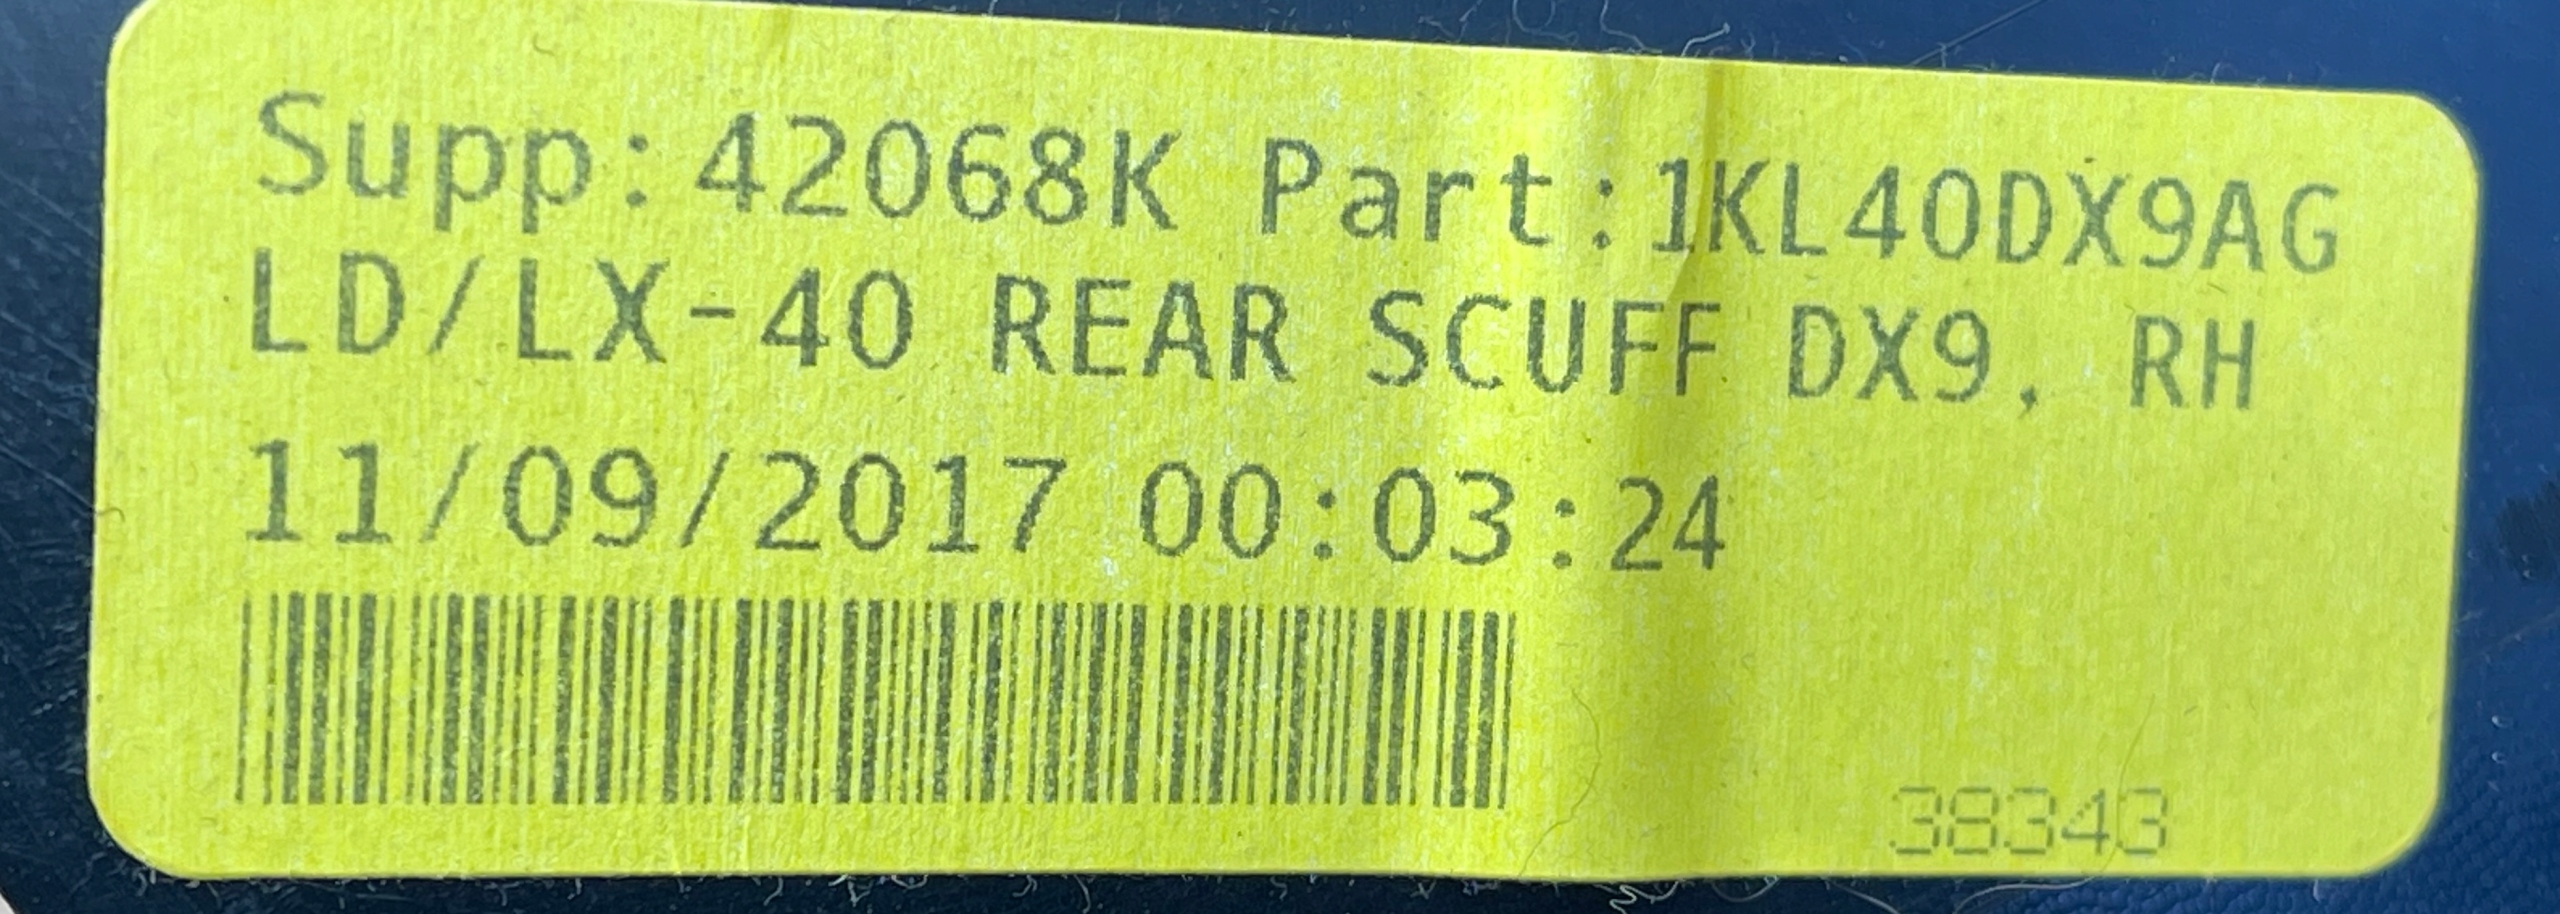 Supp:42068K Part:1KL40DX9AG
LD/LX-40 REAR SCUFF DX9, RH
11/09/2017 00:03:24
38343